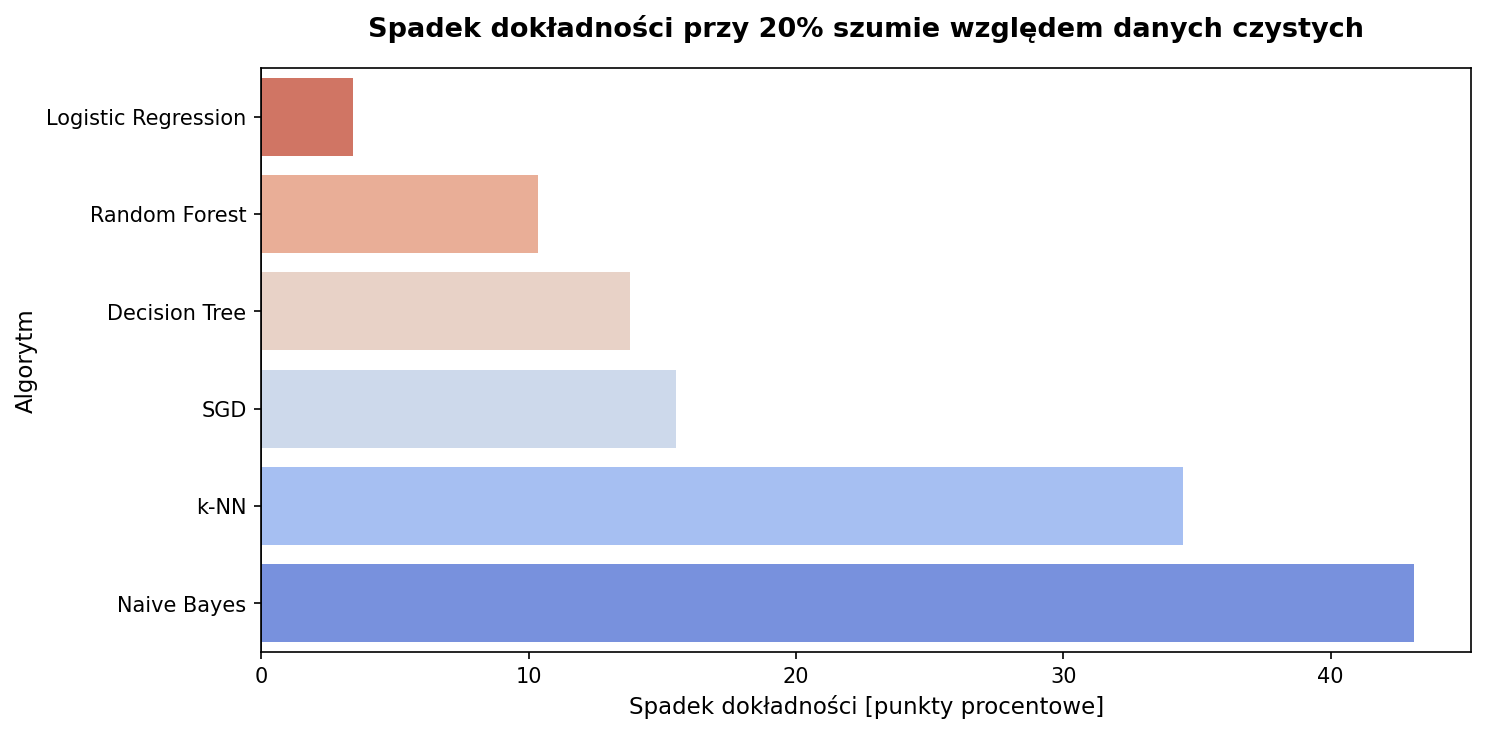 Spadek dokładności przy 20% szumie względem danych czystych
Logistic Regression
Random Forest
Decision Tree
SGD
k-NN
Naive Bayes
Algorytm
0 10 20 30 40
Spadek dokładności [punkty procentowe]